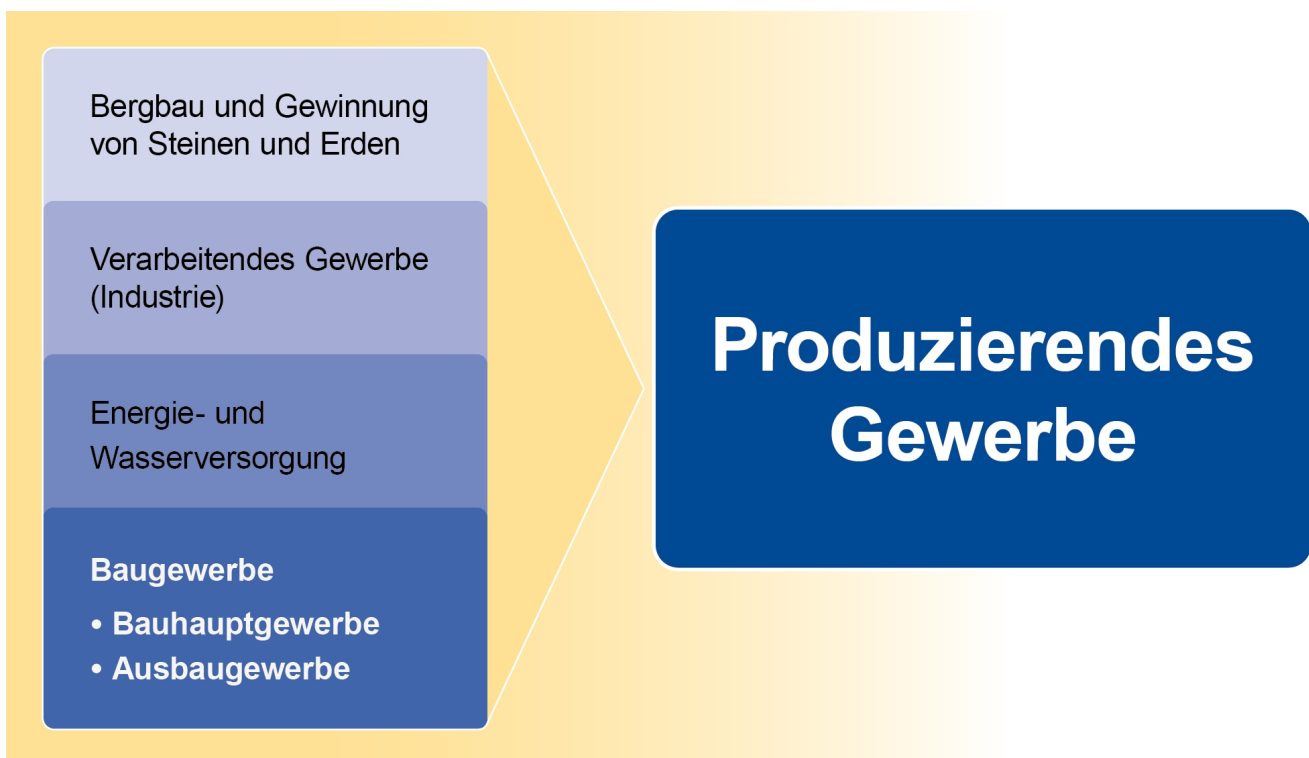 Bergbau und Gewinnung
von Steinen und Erden
Verarbeitendes Gewerbe
(Industrie)
Energie- und
Wasserversorgung
Baugewerbe
• Bauhauptgewerbe
• Ausbaugewerbe
Produzierendes
Gewerbe